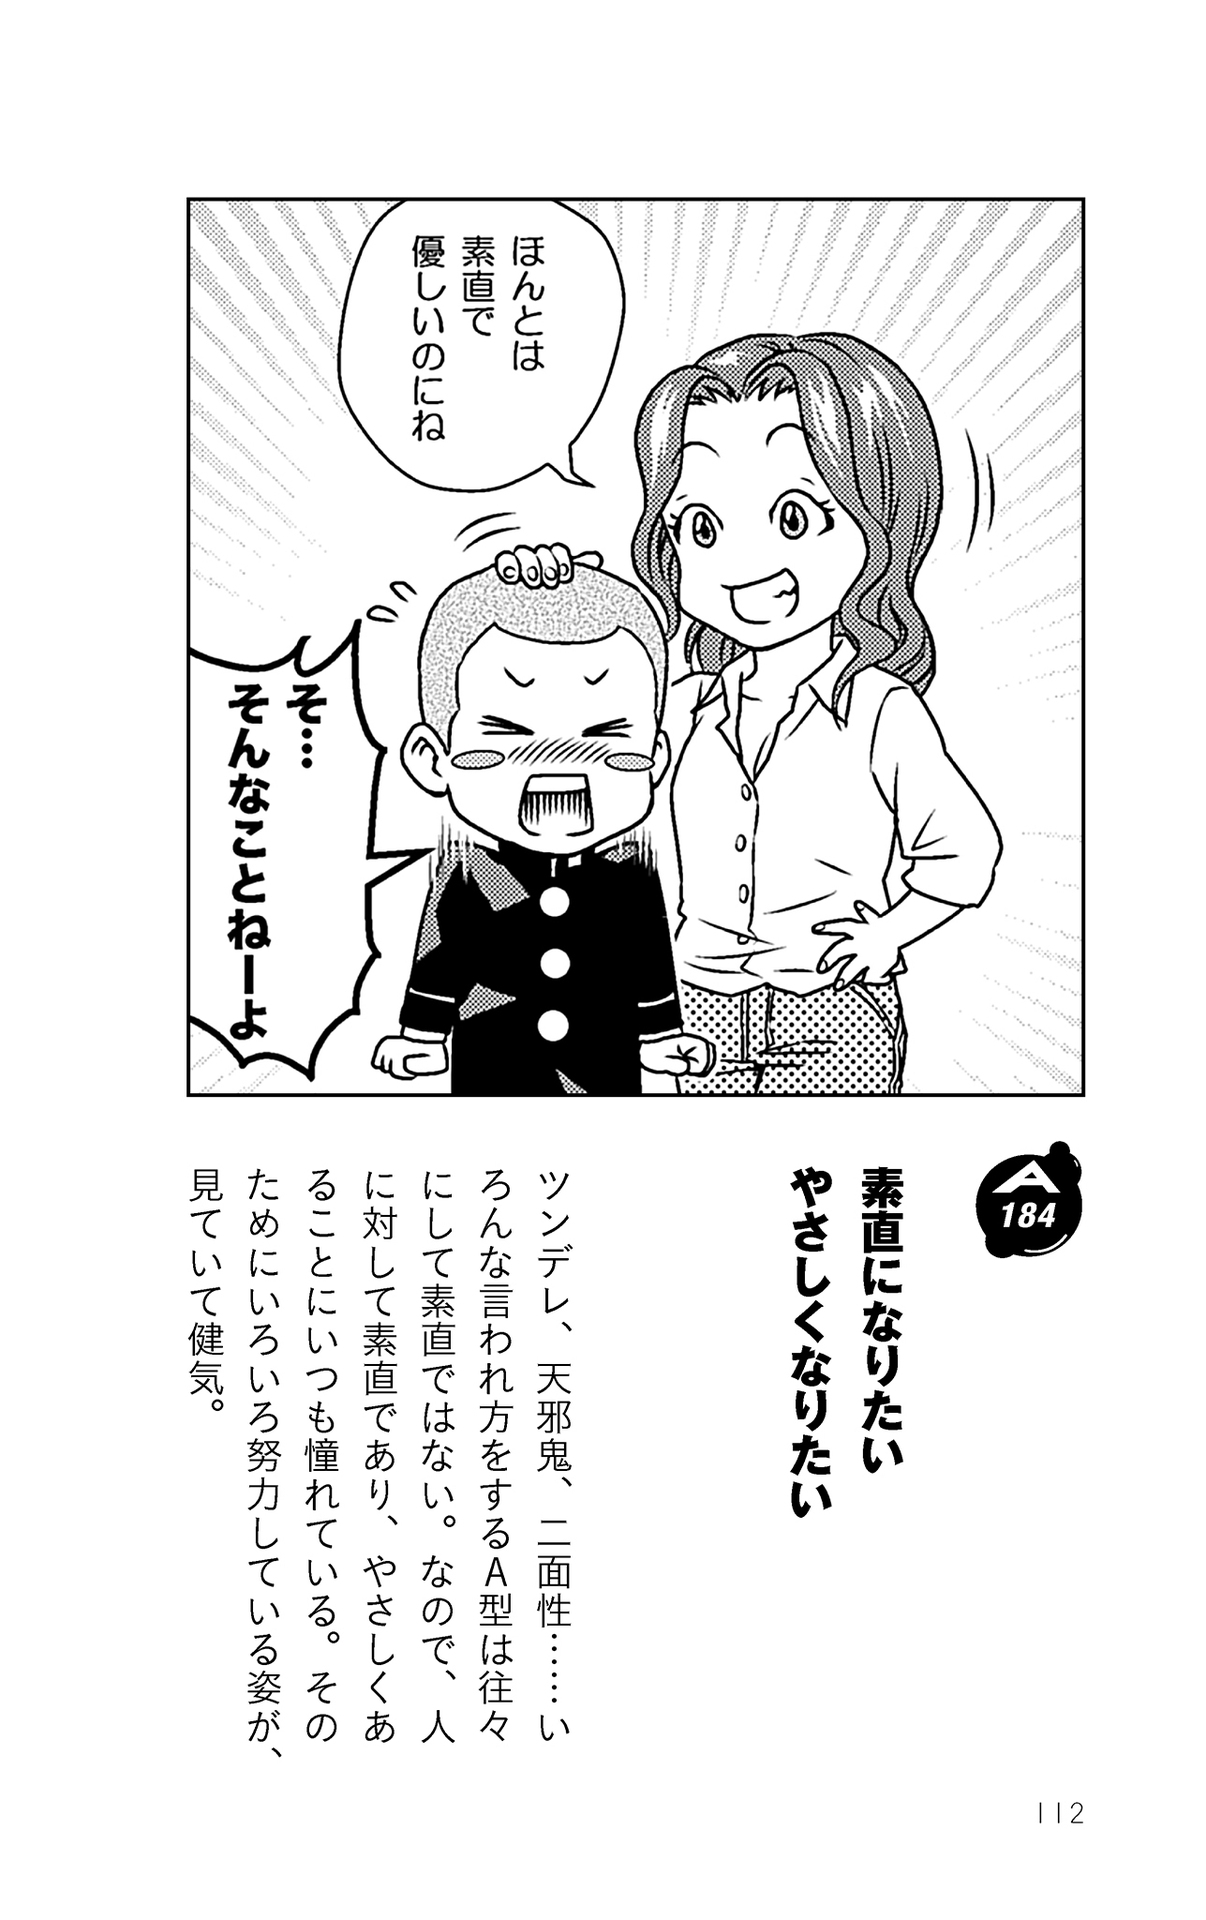 ほんとは
素直で
優しいのにね
そ…
そんなことねーよ
A
184
素直になりたい
やさしくなりたい
ツンデレ、天邪鬼、二面性……い
ろんな言われ方をするA型は往々
にして素直ではない。なので、人
に対して素直であり、やさしくあ
ることにいつも憧れている。その
ためにいろいろ努力している姿が、
見ていて健気。
112